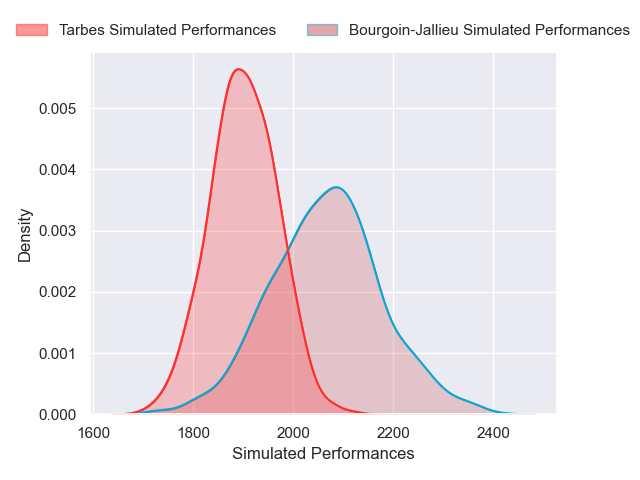 Tarbes Simulated Performances Bourgoin-Jallieu Simulated Performances
0.005
0.004
0.003
0.002
0.001
0.000
Density
1600 1800 2000 2200 2400
Simulated Performances